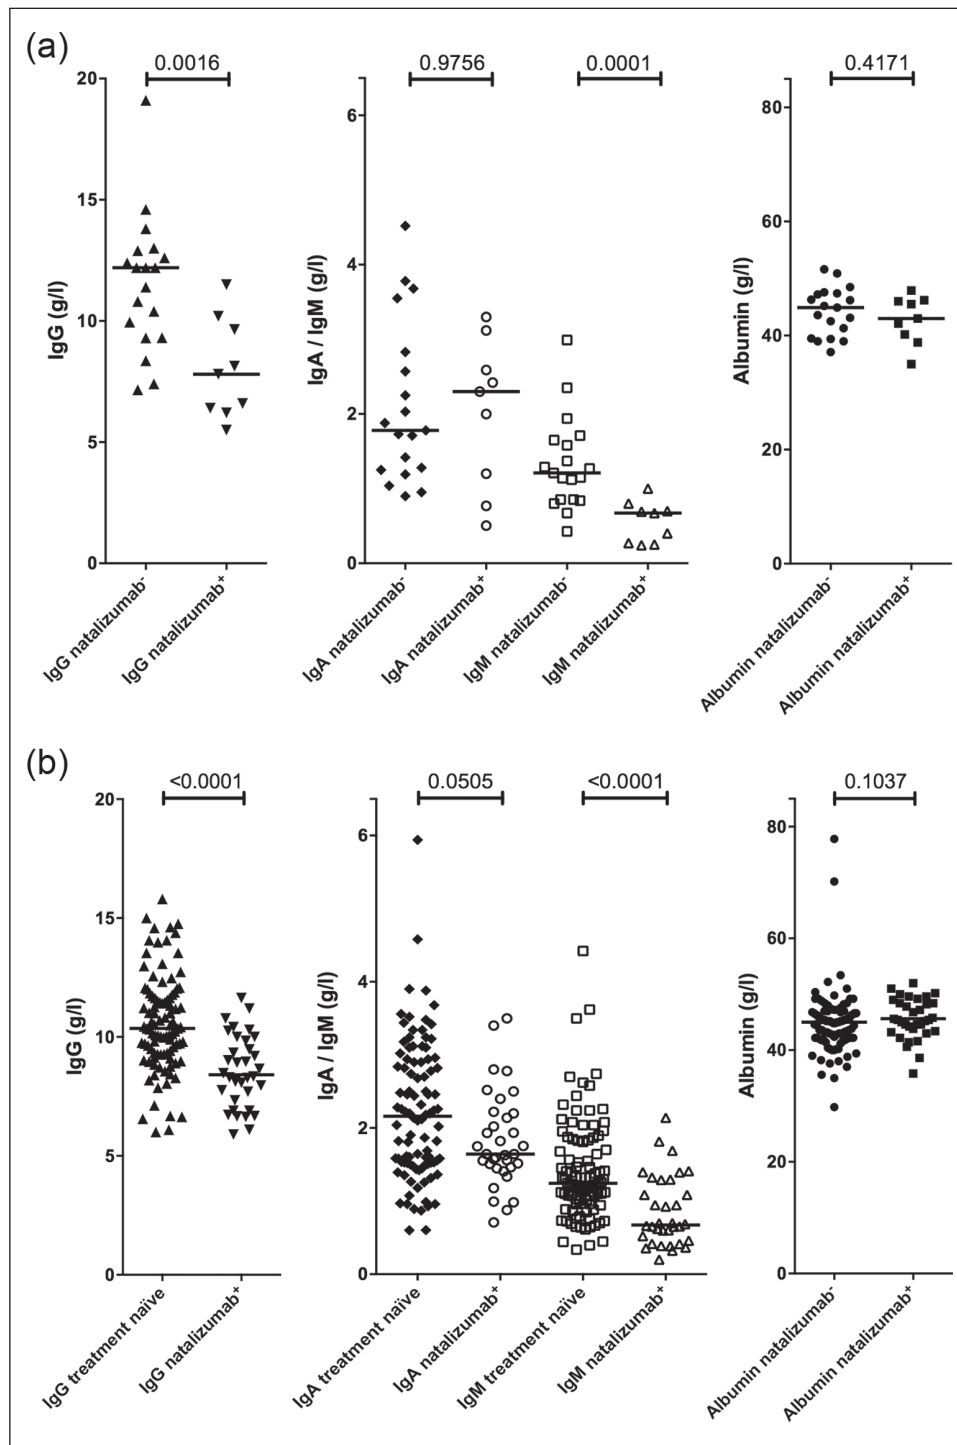 (a)
0.0016
0.9756
0.0001
0.4171
20
15
10
5
0
IgG (g/l)
IgG natalizumab-
IgG natalizumab+
6
4
2
0
IgA / IgM (g/l)
IgA natalizumab-
IgA natalizumab+
IgM natalizumab-
IgM natalizumab+
80
60
40
20
0
Albumin (g/l)
Albumin natalizumab-
Albumin natalizumab+
(b)
<0.0001
0.0505
<0.0001
0.1037
20
15
10
5
0
IgG (g/l)
IgG treatment naïve
IgG natalizumab+
6
4
2
0
IgA / IgM (g/l)
IgA treatment naïve
IgA natalizumab+
IgM treatment naïve
IgM natalizumab+
80
60
40
20
0
Albumin (g/l)
Albumin natalizumab-
Albumin natalizumab+